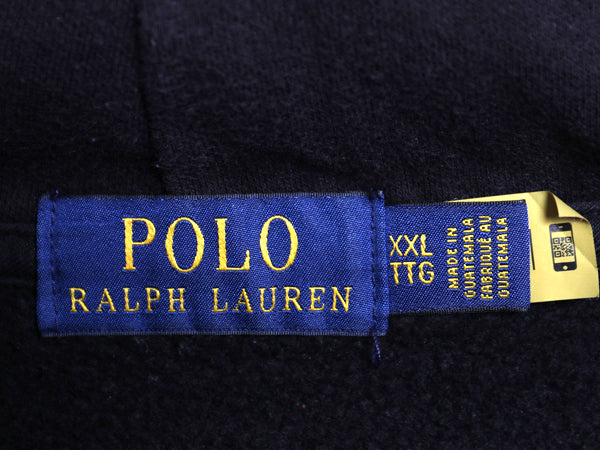 POLO
RALPH LAUREN
XXL
TTG
MADE IN
GUATEMALA
FABRIQUÉ AU
GUATEMALA